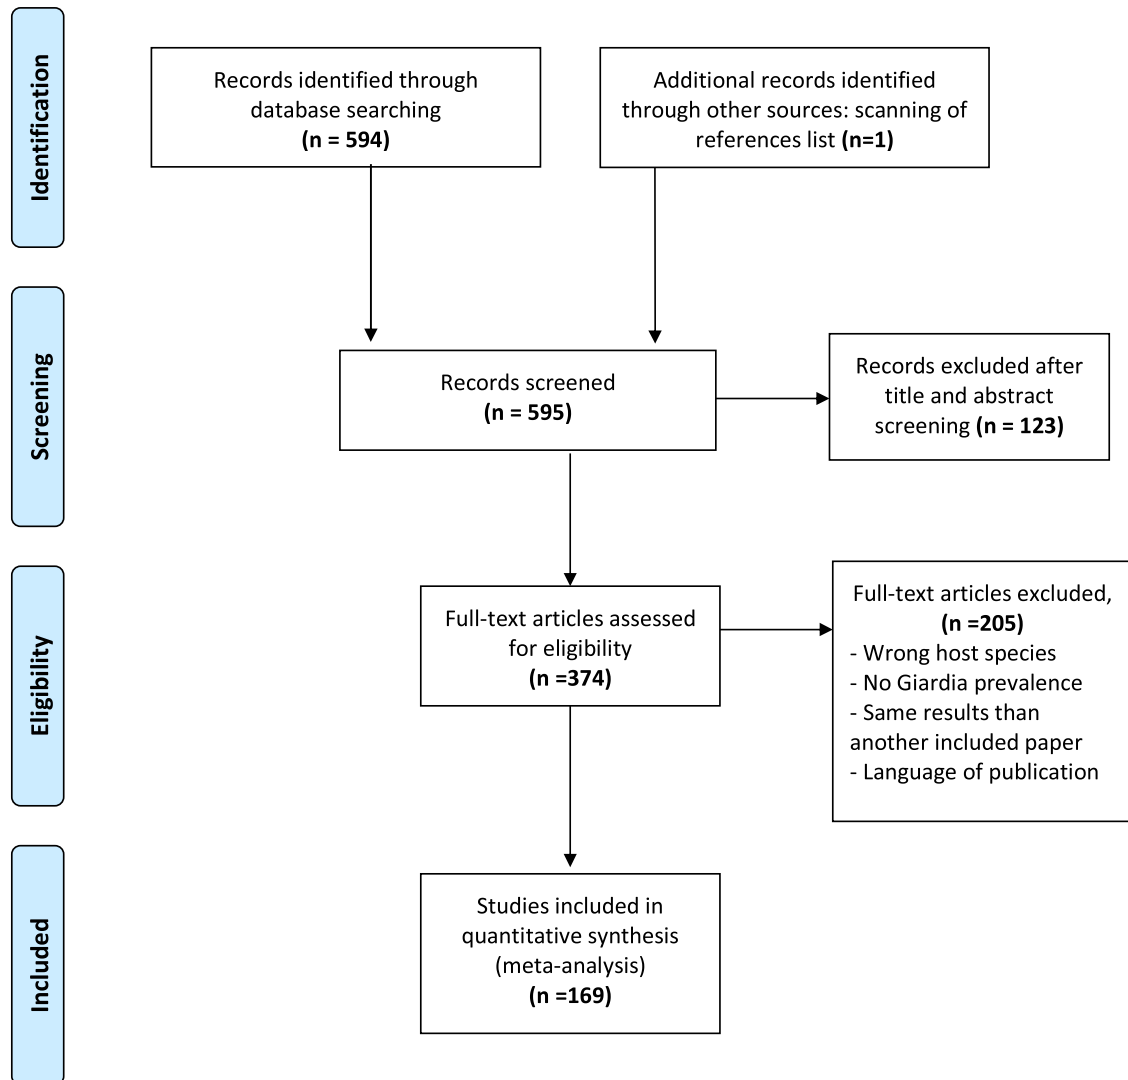 Identification
Records identified through
database searching
(n = 594)
Additional records identified
through other sources: scanning of
references list (n=1)
Screening
Records screened
(n = 595)
Records excluded after
title and abstract
screening (n = 123)
Eligibility
Full-text articles assessed
for eligibility
(n =374)
Full-text articles excluded,
(n =205)
- Wrong host species
- No Giardia prevalence
- Same results than
another included paper
- Language of publication
Included
Studies included in
quantitative synthesis
(meta-analysis)
(n =169)